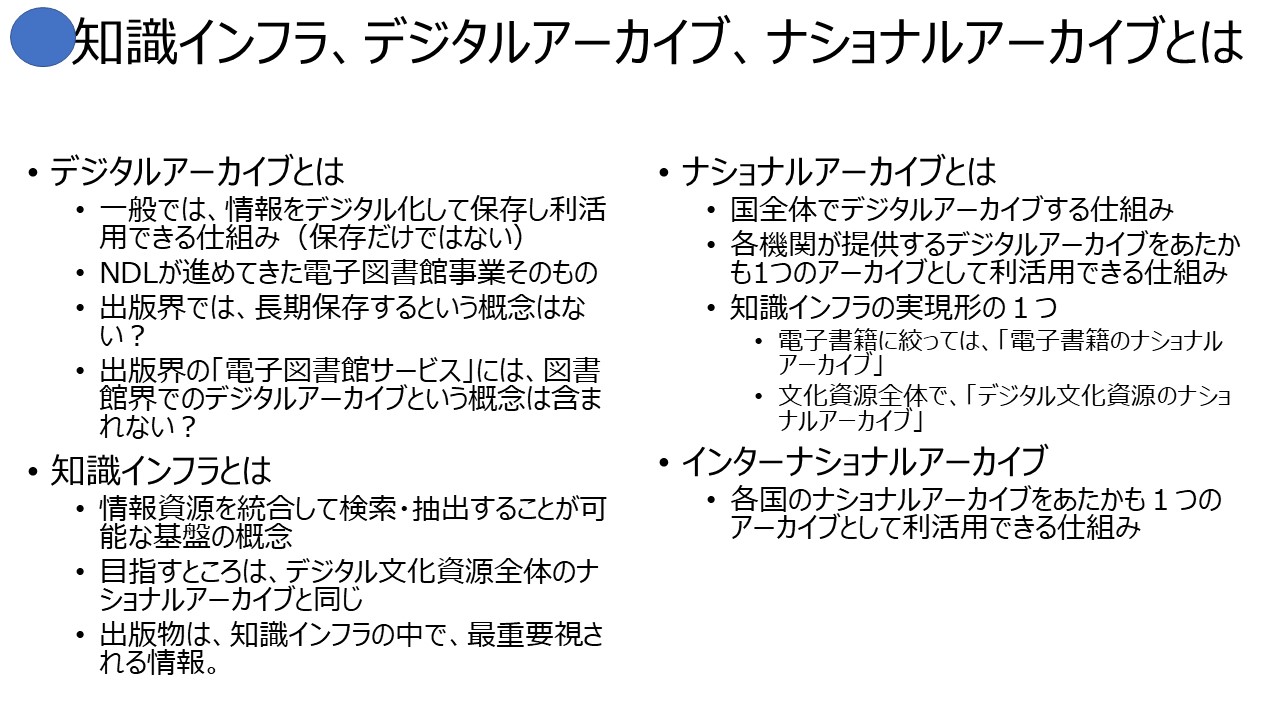 知識インフラ、デジタルアーカイブ、ナショナルアーカイブとは
• デジタルアーカイブとは
• 一般では、情報をデジタル化して保存し利活
用できる仕組み（保存だけではない）
• NDLが進めてきた電子図書館事業そのもの
• 出版界では、長期保存するという概念はな
い？
• 出版界の「電子図書館サービス」には、図書
館界でのデジタルアーカイブという概念は含ま
れない？
• 知識インフラとは
• 情報資源を統合して検索・抽出することが可
能な基盤の概念
• 目指すところは、デジタル文化資源全体のナ
ショナルアーカイブと同じ
• 出版物は、知識インフラの中で、最重要視さ
れる情報。
• ナショナルアーカイブとは
• 国全体でデジタルアーカイブする仕組み
• 各機関が提供するデジタルアーカイブをあたか
も1つのアーカイブとして利活用できる仕組み
• 知識インフラの実現形の１つ
• 電子書籍に絞っては、「電子書籍のナショナル
アーカイブ」
• 文化資源全体で、「デジタル文化資源のナショ
ナルアーカイブ」
• インターナショナルアーカイブ
• 各国のナショナルアーカイブをあたかも１つの
アーカイブとして利活用できる仕組み